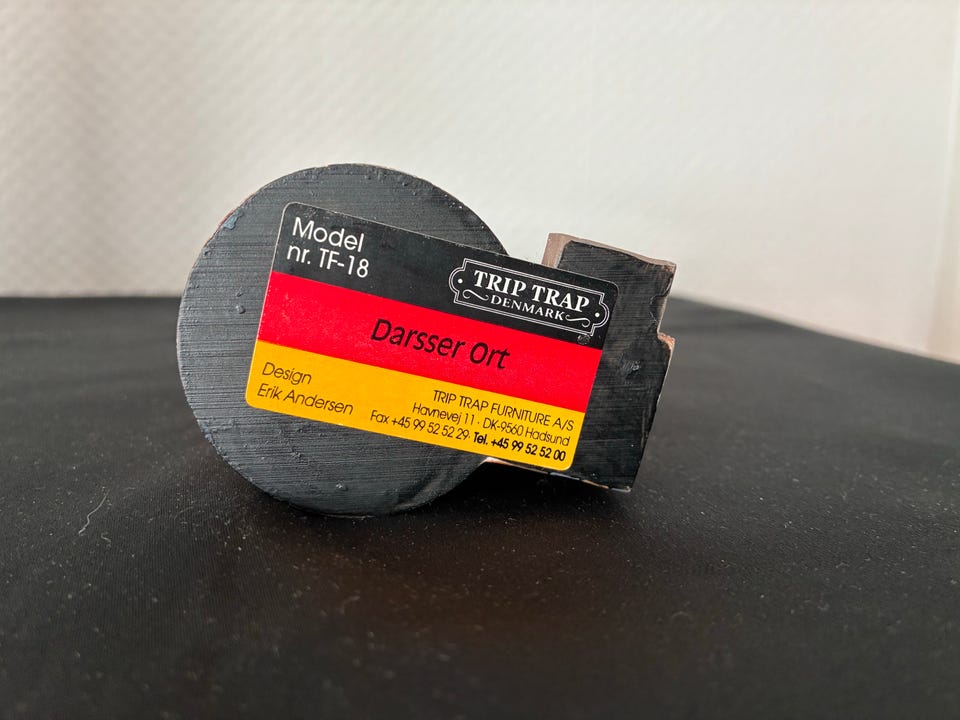 Model
nr. TF-18
TRIP TRAP
DENMARK
Darsser Ort
Design
Erik Andersen
TRIP TRAP FURNITURE A/S
Havnevej 11 · DK-9560 Hadsund
Fax +45 99 52 52 29 · Tel. +45 99 52 52 00